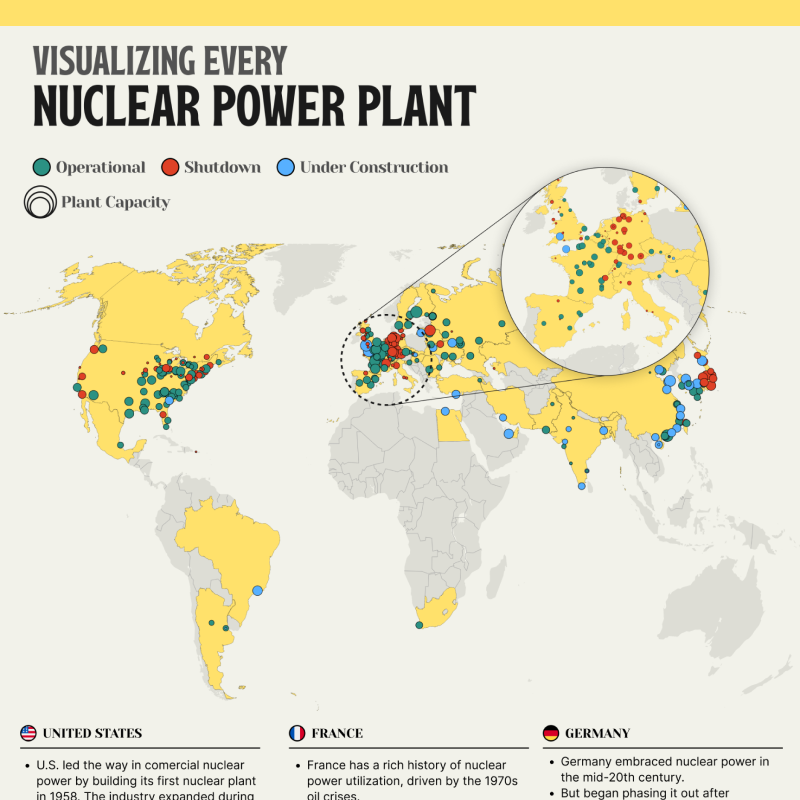 VISUALIZING EVERY
NUCLEAR POWER PLANT
Operational
Shutdown
Under Construction
Plant Capacity
UNITED STATES
• U.S. led the way in comercial nuclear
power by building its first nuclear plant
in 1958. The industry expanded during
FRANCE
• France has a rich history of nuclear
power utilization, driven by the 1970s
oil crises.
GERMANY
• Germany embraced nuclear power in
the mid-20th century.
• But began phasing it out after